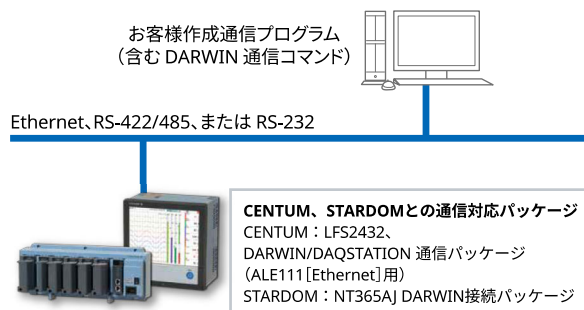 お客様作成通信プログラム
（含む DARWIN 通信コマンド）
Ethernet、RS-422/485、または RS-232
CENTUM、STARDOMとの通信対応パッケージ
CENTUM：LFS2432、
DARWIN/DAQSTATION 通信パッケージ
（ALE111［Ethernet］用）
STARDOM：NT365AJ DARWIN接続パッケージ